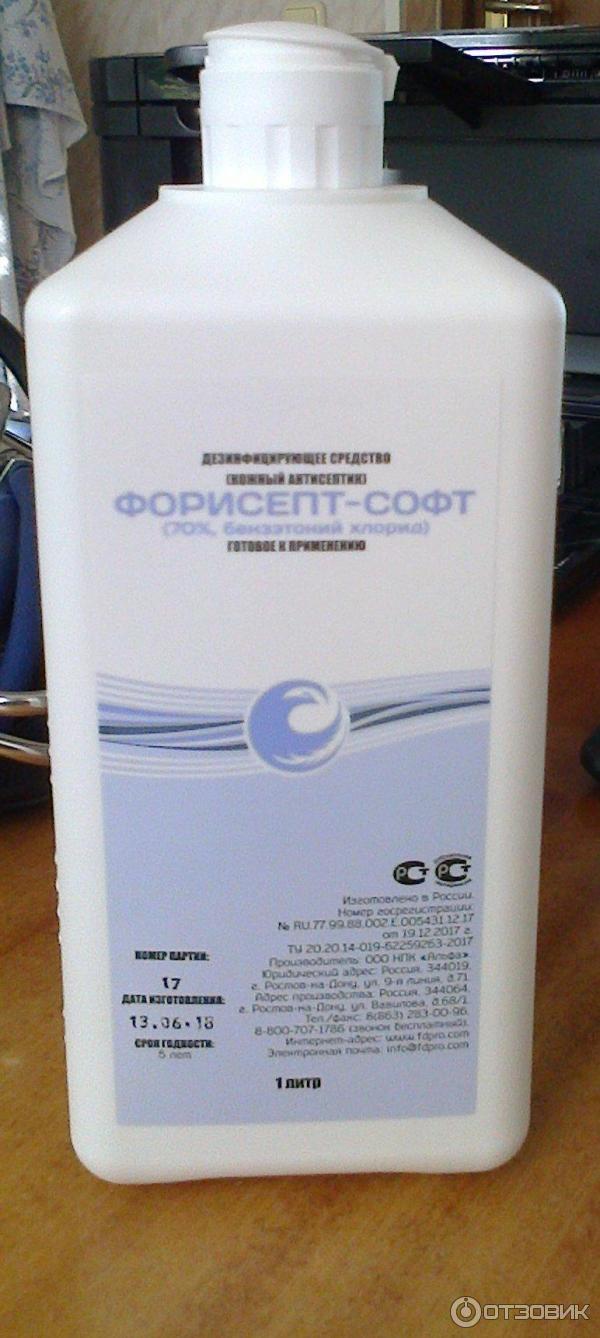 ДЕЗИНФИЦИРУЮЩЕЕ СРЕДСТВО
(КОЖНЫЙ АНТИСЕПТИК)
ФОРИСЕПТ-СОФТ
(70%, бензэтоний хлорид)
ГОТОВОЕ К ПРИМЕНЕНИЮ
РСТ РСТ
Изготовлено в России.
Номер госрегистрации:
№ RU.77.99.88.002.Е.005431.12.17
от 19.12.2017 г.
ТУ 20.20.14-019-62259263-2017
Производитель: ООО НПК «Альфа».
Юридический адрес: Россия, 344019,
г. Ростов-на-Дону, ул. 9-я линия, д.71.
Адрес производства: Россия, 344064,
г. Ростов-на-Дону, ул. Вавилова, д.68/1.
Тел./факс: 8(863) 283-00-96,
8-800-707-1786 (звонок бесплатный).
Интернет-адрес: www.fdpro.com
Электронная почта: info@fdpro.com
НОМЕР ПАРТИИ:
17
ДАТА ИЗГОТОВЛЕНИЯ:
13.06.18
СРОК ГОДНОСТИ:
5 лет
1 литр
ОТЗОВИК